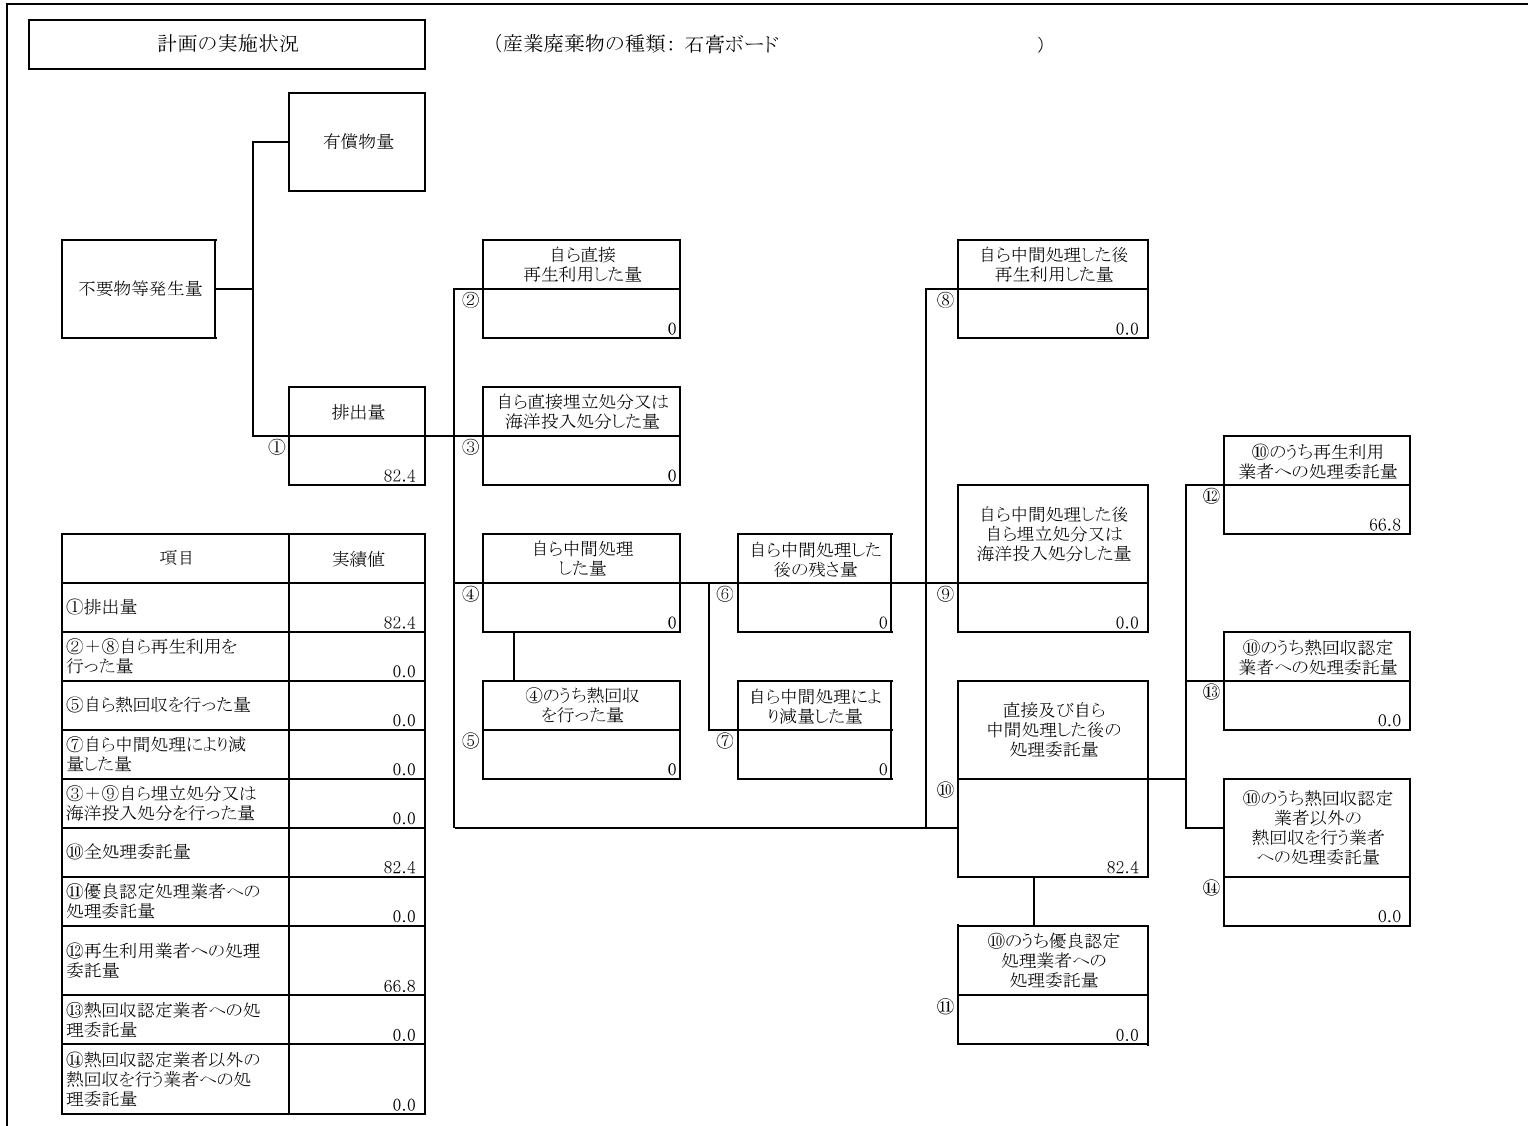 計画の実施状況
（産業廃棄物の種類：石膏ボード　）
有償物量
不要物等発生量
排出量
①
82.4
自ら直接
再生利用した量
②
0
自ら直接埋立処分又は
海洋投入処分した量
③
0
自ら中間処理
した量
④
0
④のうち熱回収
を行った量
⑤
0
自ら中間処理した
後の残さ量
⑥
0
自ら中間処理によ
り減量した量
⑦
0
自ら中間処理した後
再生利用した量
⑧
0.0
自ら中間処理した後
自ら埋立処分又は
海洋投入処分した量
⑨
0.0
直接及び自ら
中間処理した後の
処理委託量
⑩
82.4
⑩のうち優良認定
処理業者への
処理委託量
⑪
0.0
⑩のうち再生利用
業者への処理委託量
⑫
66.8
⑩のうち熱回収認定
業者への処理委託量
⑬
0.0
⑩のうち熱回収認定
業者以外の
熱回収を行う業者
への処理委託量
⑭
0.0
項目 実績値
①排出量
82.4
②＋⑧自ら再生利用を
行った量
0.0
⑤自ら熱回収を行った量
0.0
⑦自ら中間処理により減
量した量
0.0
③＋⑨自ら埋立処分又は
海洋投入処分を行った量
0.0
⑩全処理委託量
82.4
⑪優良認定処理業者への
処理委託量
0.0
⑫再生利用業者への処理
委託量
66.8
⑬熱回収認定業者への処
理委託量
0.0
⑭熱回収認定業者以外の
熱回収を行う業者への処
理委託量
0.0